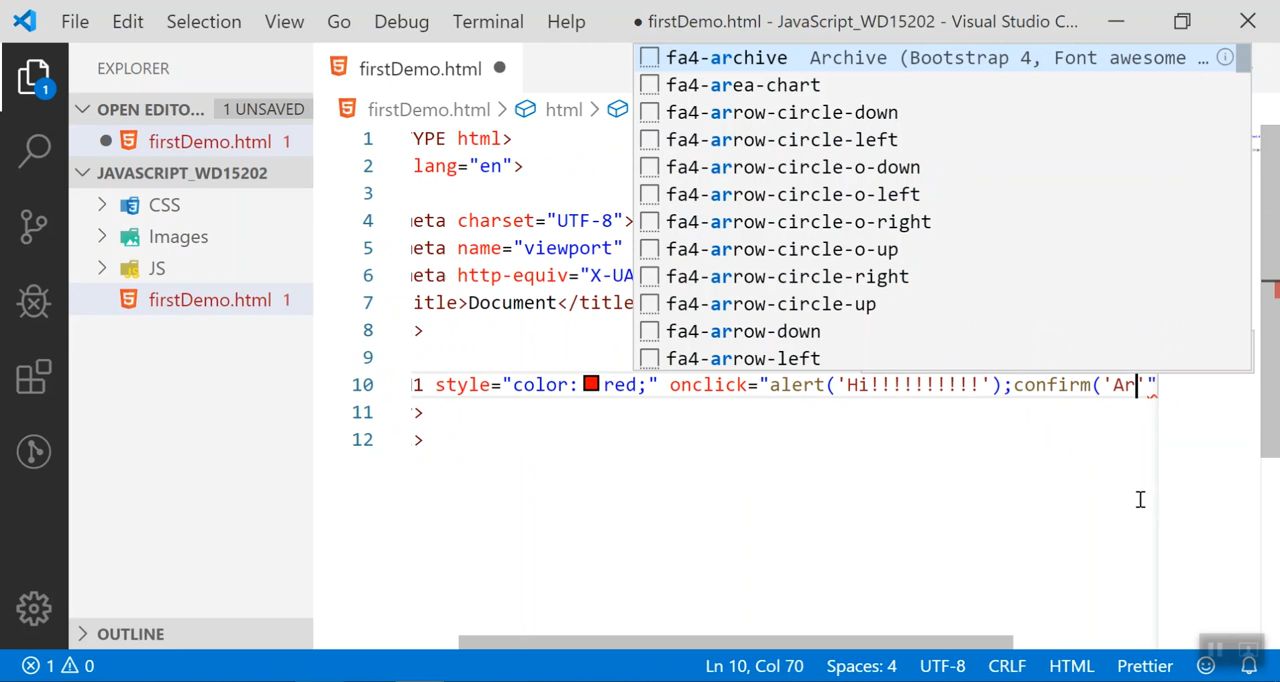 File Edit Selection View Go Debug Terminal Help ● firstDemo.html - JavaScript_WD15202 - Visual Studio C...
EXPLORER
OPEN EDITO... 1 UNSAVED
firstDemo.html 1
JAVASCRIPT_WD15202
CSS
Images
JS
firstDemo.html 1
OUTLINE
1
firstDemo.html
firstDemo.html > html >
1 YPE html>
2 lang="en">
3
4 eta charset="UTF-8">
5 eta name="viewport"
6 eta http-equiv="X-UA
7 itle>Document</title
8 >
9
10 1 style="color: red;" onclick="alert('Hi!!!!!!!!!!');confirm('Ar'"
11 >
12 >
fa4-archive Archive (Bootstrap 4, Font awesome …
fa4-area-chart
fa4-arrow-circle-down
fa4-arrow-circle-left
fa4-arrow-circle-o-down
fa4-arrow-circle-o-left
fa4-arrow-circle-o-right
fa4-arrow-circle-o-up
fa4-arrow-circle-right
fa4-arrow-circle-up
fa4-arrow-down
fa4-arrow-left
1 0 Ln 10, Col 70 Spaces: 4 UTF-8 CRLF HTML Prettier